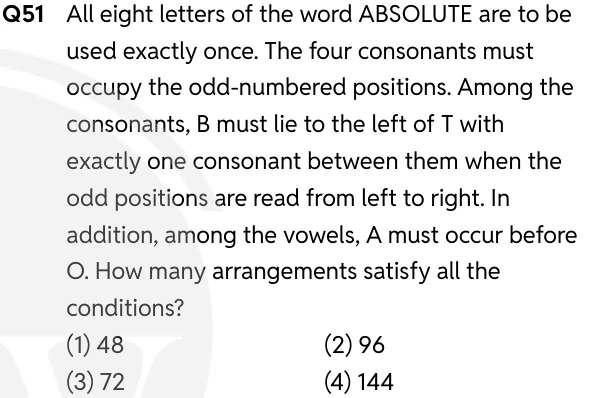 Q51 All eight letters of the word ABSOLUTE are to be
used exactly once. The four consonants must
occupy the odd-numbered positions. Among the
consonants, B must lie to the left of T with
exactly one consonant between them when the
odd positions are read from left to right. In
addition, among the vowels, A must occur before
O. How many arrangements satisfy all the
conditions?
(1) 48 (2) 96
(3) 72 (4) 144